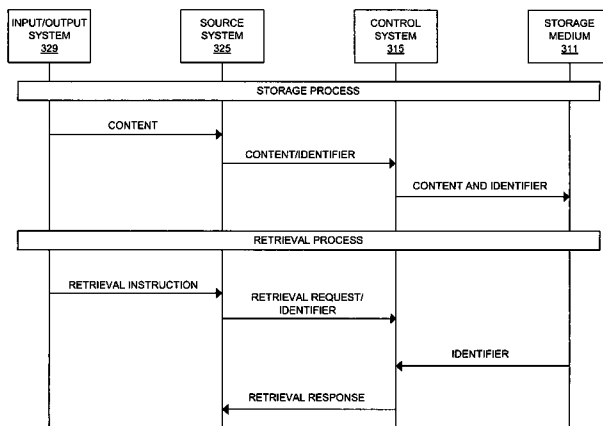 INPUT/OUTPUT
SYSTEM
329
SOURCE
SYSTEM
325
CONTROL
SYSTEM
315
STORAGE
MEDIUM
311
STORAGE PROCESS
CONTENT
CONTENT/IDENTIFIER
CONTENT AND IDENTIFIER
RETRIEVAL PROCESS
RETRIEVAL INSTRUCTION
RETRIEVAL REQUEST/
IDENTIFIER
IDENTIFIER
RETRIEVAL RESPONSE